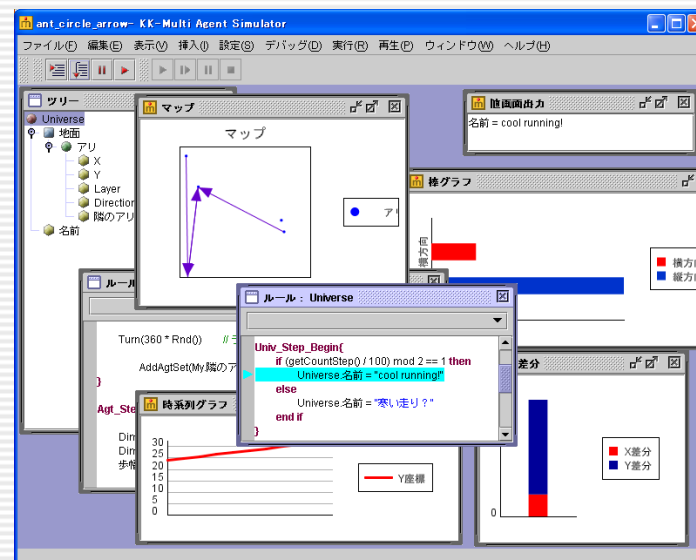 ant_circle_arrow- KK-Multi Agent Simulator
ファイル(F) 編集(E) 表示(V) 挿入(I) 設定(S) デバッグ(D) 実行(R) 再生(P) ウィンドウ(W) ヘルプ(H)
ツリー
Universe
地面
アリ
X
Y
Layer
Direction
隣のアリ
名前
マップ
マップ
アリ
値画面出力
名前 = cool running!
棒グラフ
横方向
横方向
縦方向
ルール
Turn(360 * Rnd()) //
AddAgtSet(My.隣のア
}
Agt_Ste
Dir
Dir
歩幅
ルール : Universe
Univ_Step_Begin{
if (getCountStep() / 100) mod 2 == 1 then
Universe.名前 = "cool running!"
else
Universe.名前 = "寒い走り？"
end if
}
時系列グラフ
30
25
20
15
10
5
0
Y座標
差分
0
X差分
Y差分